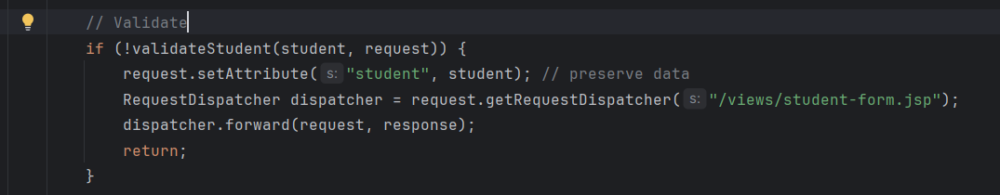 // Validate
if (!validateStudent(student, request)) {
request.setAttribute( s: "student", student); // preserve data
RequestDispatcher dispatcher = request.getRequestDispatcher( s: "/views/student-form.jsp");
dispatcher.forward(request, response);
return;
}